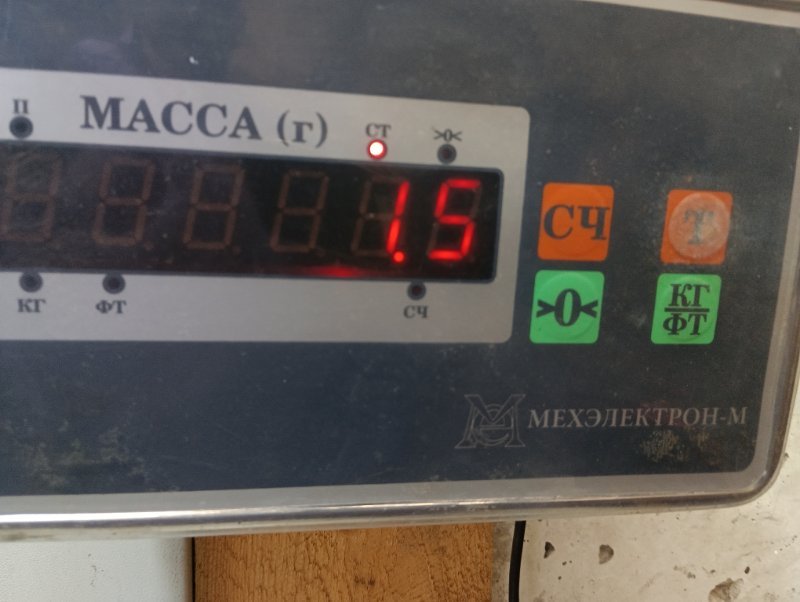 П
МАССА (г)
СТ
>0<
1.5
КГ
ФТ
СЧ
СЧ
Т
>0<
КГ
ФТ
МЕХЭЛЕКТРОН-М